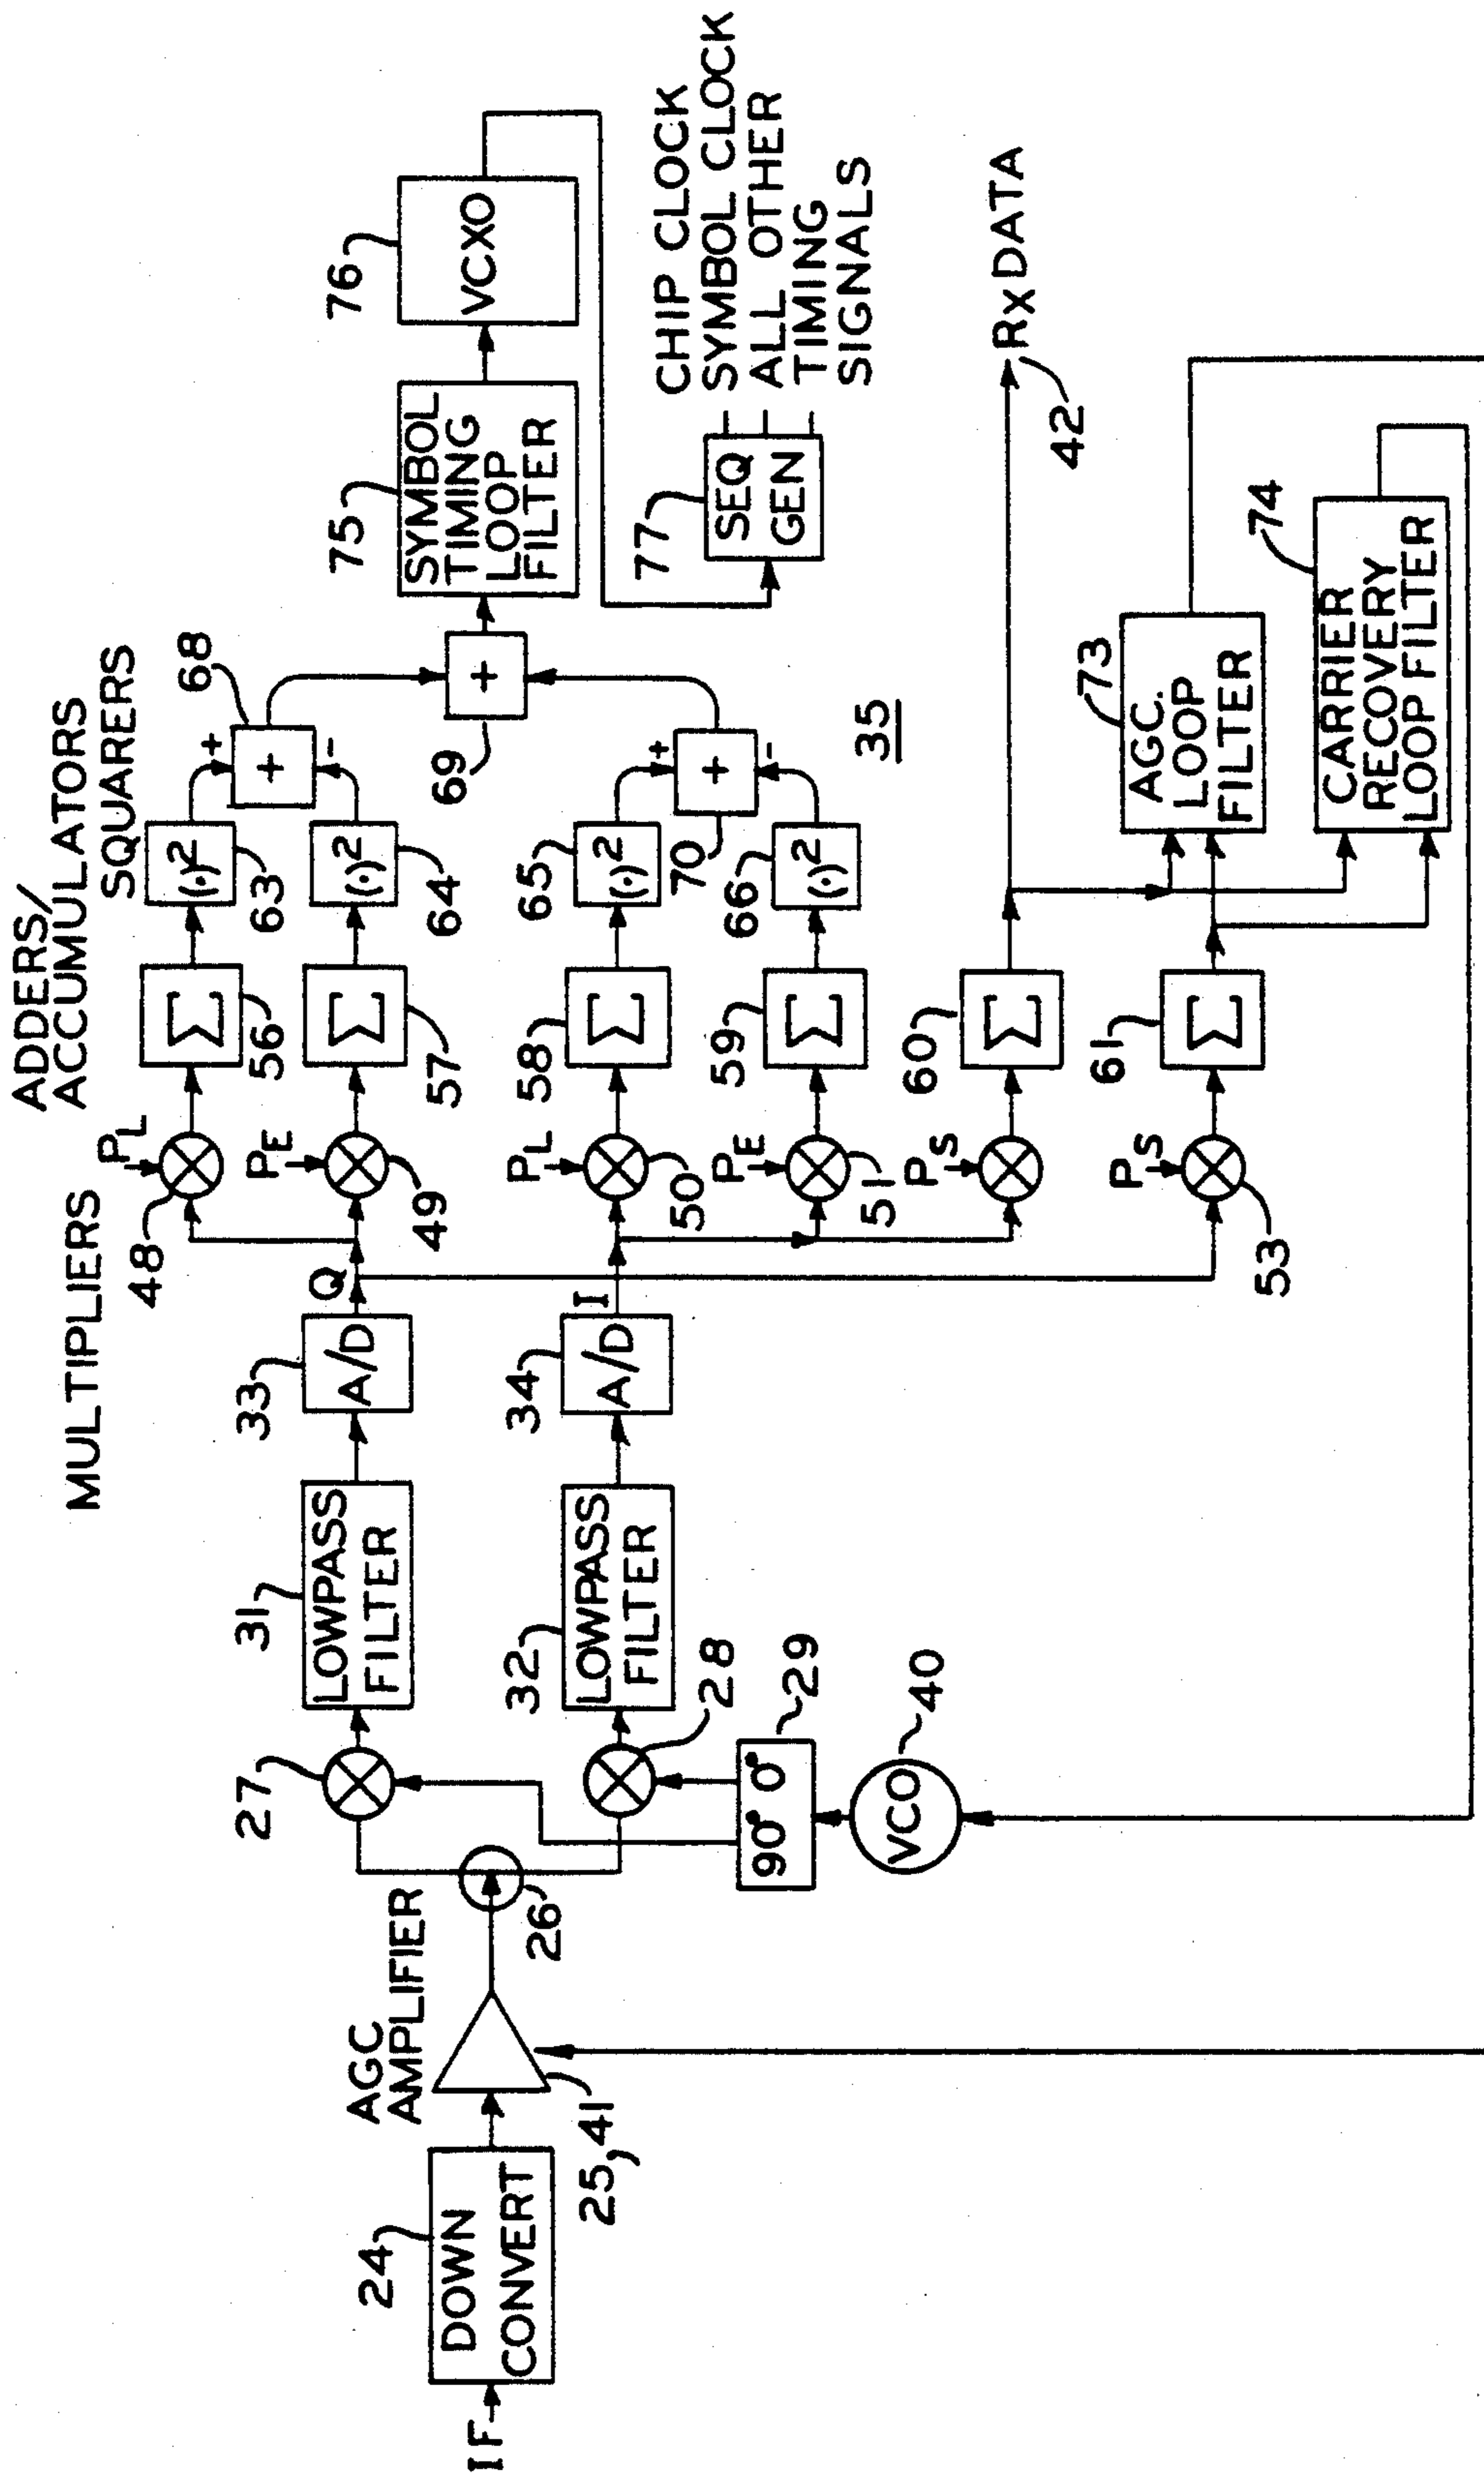 ADDERS/
ACCUMULATORS
SQUARERS
MULTIPLIERS
AGC
AMPLIFIER
IF
24
DOWN
CONVERT
25, 41
26
27
28
90° 0°
29
VCO
40
31
LOWPASS
FILTER
32
LOWPASS
FILTER
33
A/D
34
A/D
Q
I
48
PL
PE
49
PL
50
PE
51
PS
PS
53
Σ
56
Σ
57
Σ
58
Σ
59
Σ
60
Σ
61
(·)2
63
(·)2
64
(·)2
65
(·)2
66
68
+
+
-
69
+
70
+
+
-
35
75
SYMBOL
TIMING
LOOP
FILTER
76
VCXO
77
SEQ
GEN
CHIP CLOCK
SYMBOL CLOCK
ALL OTHER
TIMING
SIGNALS
RX DATA
42
73
AGC.
LOOP
FILTER
74
CARRIER
RECOVERY
LOOP FILTER